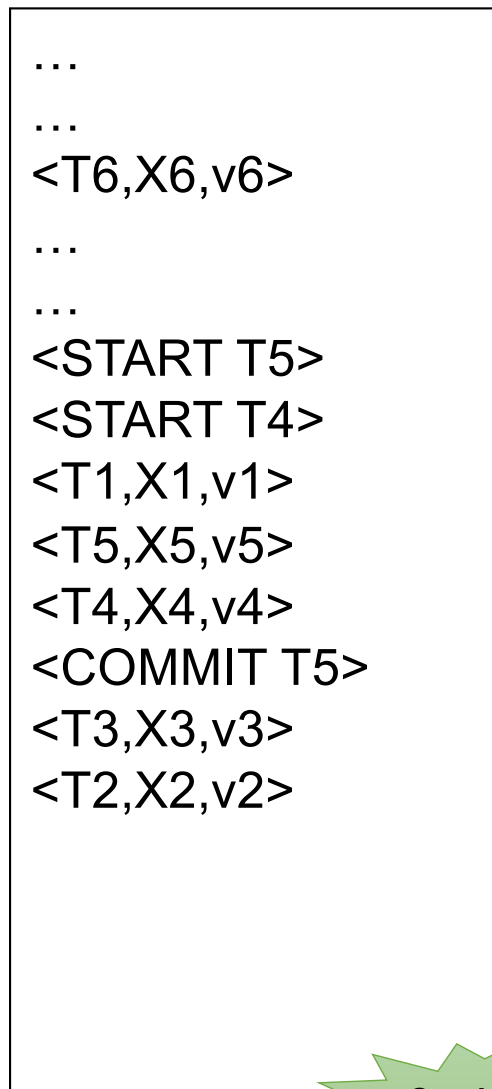 …
…
<T6,X6,v6>
…
…
<START T5>
<START T4>
<T1,X1,v1>
<T5,X5,v5>
<T4,X4,v4>
<COMMIT T5>
<T3,X3,v3>
<T2,X2,v2>